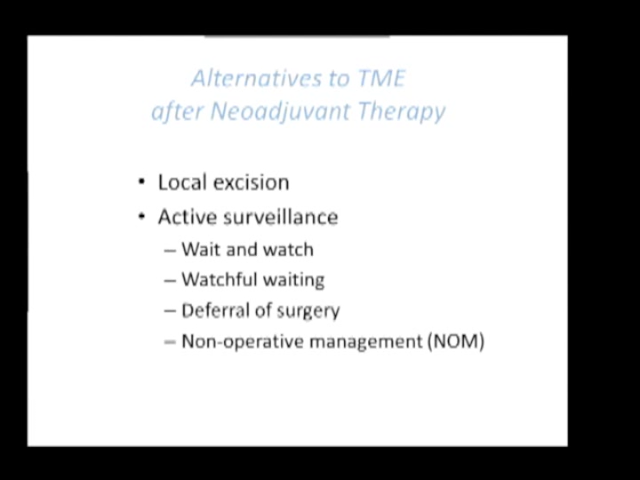 Alternatives to TME
after Neoadjuvant Therapy
• Local excision
• Active surveillance
– Wait and watch
– Watchful waiting
– Deferral of surgery
– Non-operative management (NOM)